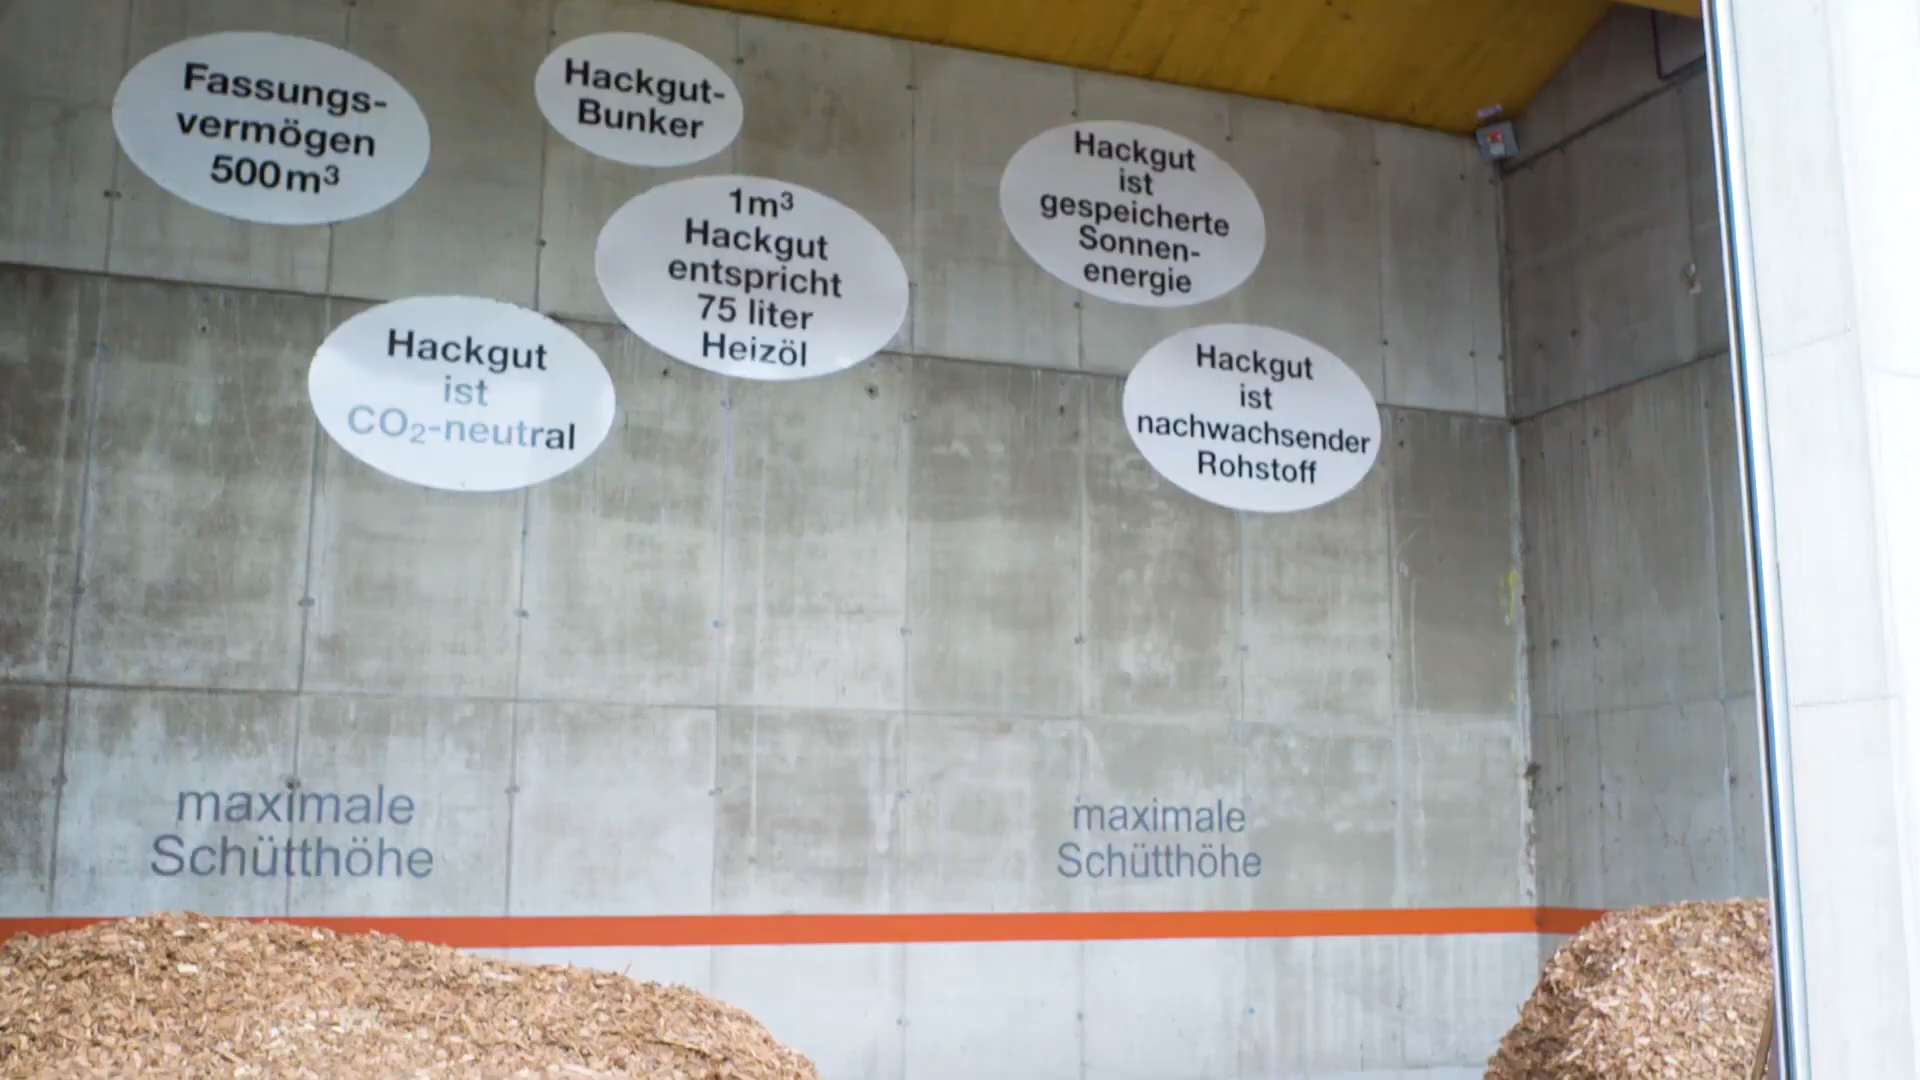 Fassungs-
vermögen
500m³
Hackgut-
Bunker
1m³
Hackgut
entspricht
75 liter
Heizöl
Hackgut
ist
CO₂-neutral
Hackgut
ist
gespeicherte
Sonnen-
energie
Hackgut
ist
nachwachsender
Rohstoff
maximale
Schütthöhe
maximale
Schütthöhe